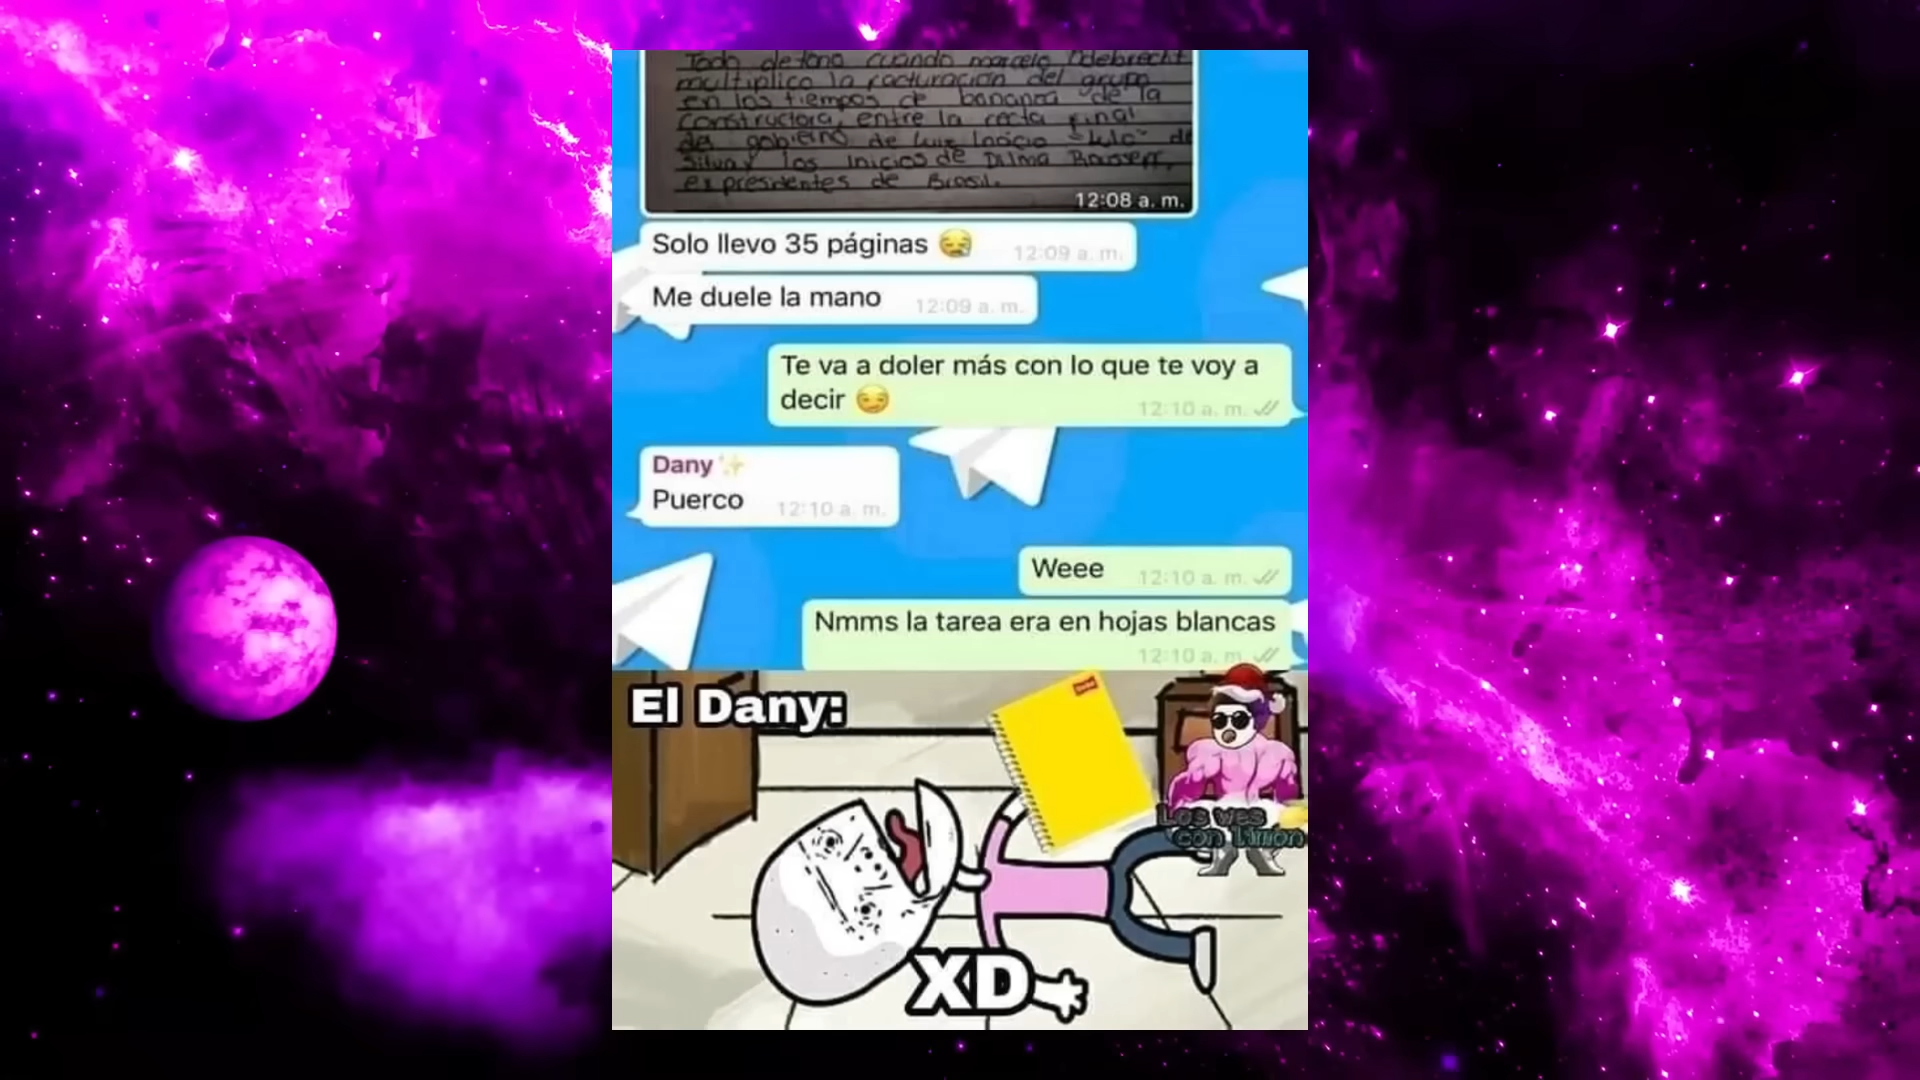 Todo detono cuando marcelo Odebrecht
multiplico la facturación del grupo
en los tiempos de bonanza de la
constructora, entre la recta final
del gobierno de Luiz Inácio "Lula" da
Silva y los inicios de Dilma Rousseff,
expresidentes de Brasil.
12:08 a. m.
Solo llevo 35 páginas 😪 12:09 a. m.
Me duele la mano 12:09 a. m.
Te va a doler más con lo que te voy a
decir 😏 12:10 a. m.
Dany✨
Puerco 12:10 a. m.
Weee 12:10 a. m.
Nmms la tarea era en hojas blancas
12:10 a. m.
El Dany:
Los wes
con limón
XD